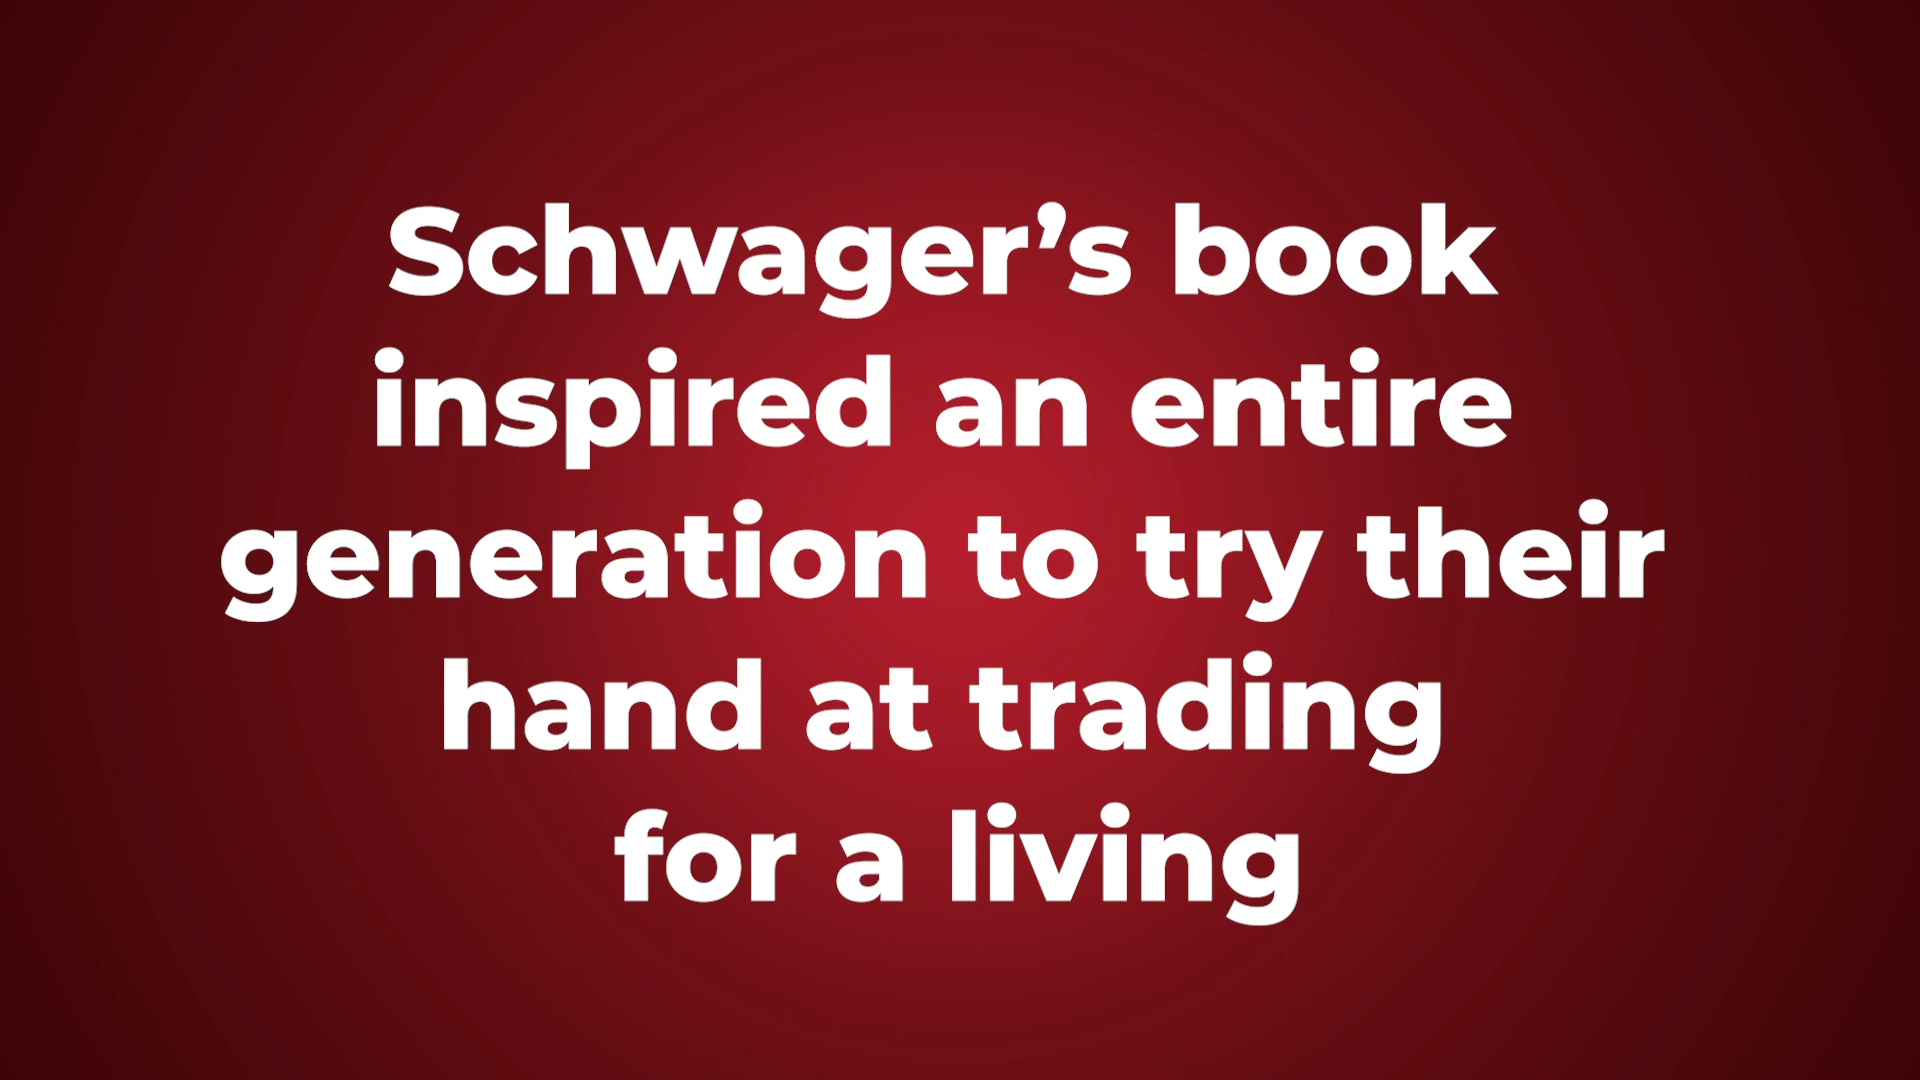 Schwager’s book
inspired an entire
generation to try their
hand at trading
for a living